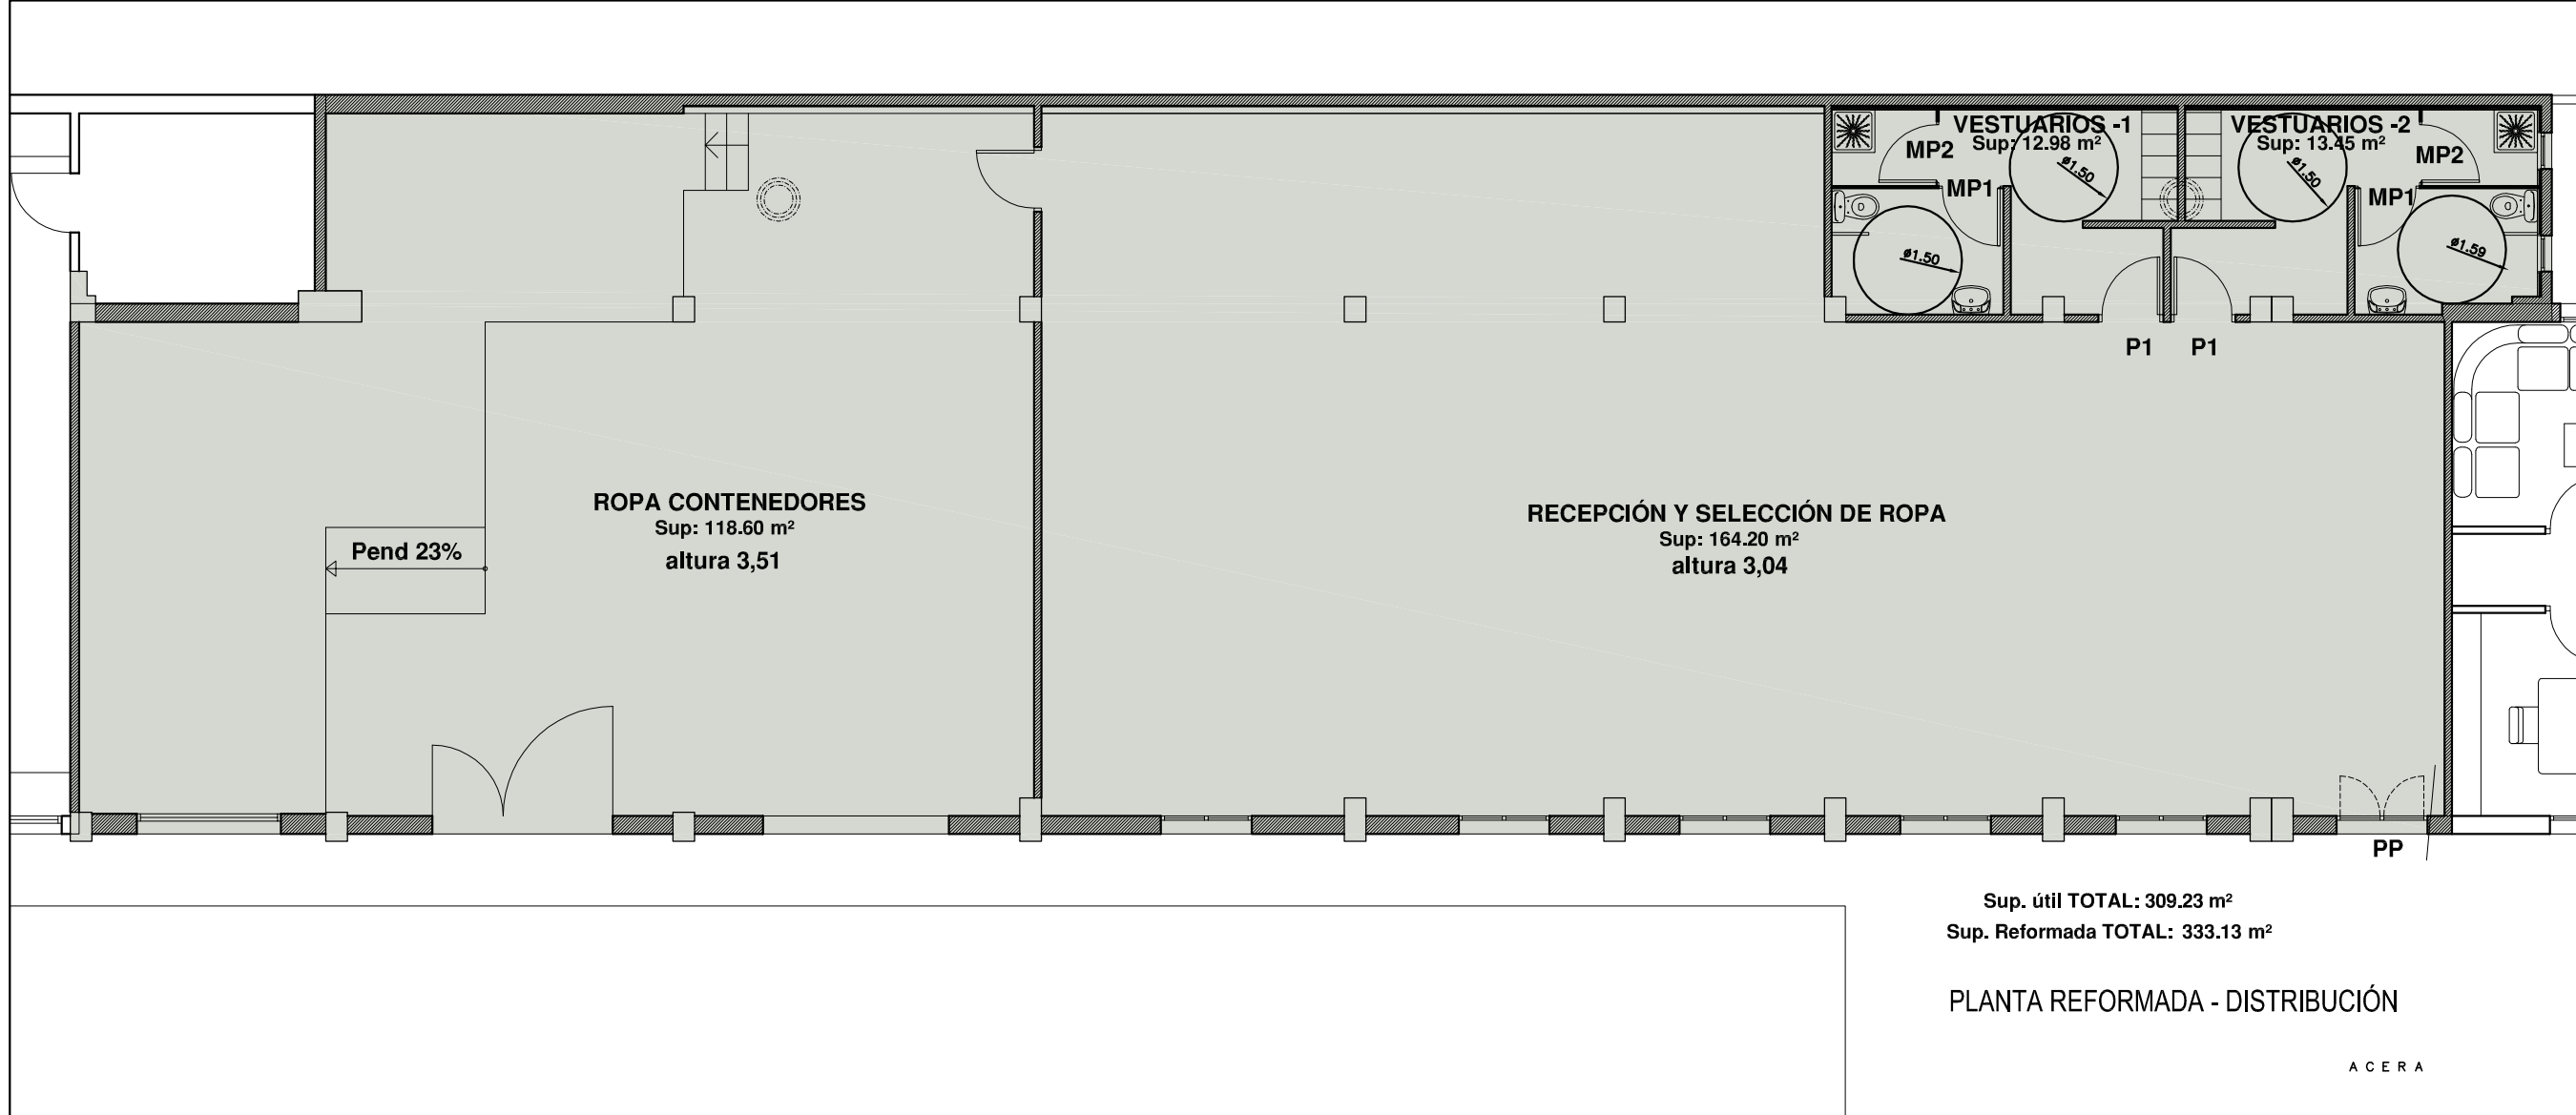 VESTUARIOS -1
Sup: 12.98 m²
VESTUARIOS -2
Sup: 13.45 m²
MP2
MP2
ø1.50
ø1.50
MP1
MP1
ø1.50
ø1.59
P1
P1
ROPA CONTENEDORES
Sup: 118.60 m²
altura 3,51
Pend 23%
RECEPCIÓN Y SELECCIÓN DE ROPA
Sup: 164.20 m²
altura 3,04
PP
Sup. útil TOTAL: 309.23 m²
Sup. Reformada TOTAL: 333.13 m²
PLANTA REFORMADA - DISTRIBUCIÓN
ACERA